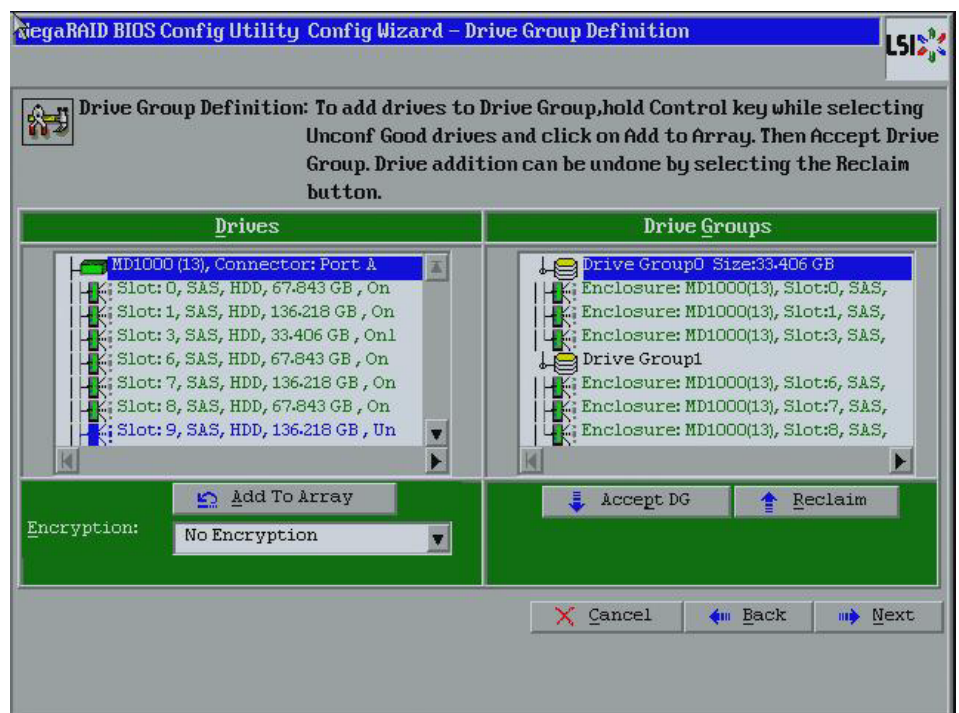 MegaRAID BIOS Config Utility Config Wizard – Drive Group Definition
LSI
Drive Group Definition: To add drives to Drive Group,hold Control key while selecting
Unconf Good drives and click on Add to Array. Then Accept Drive
Group. Drive addition can be undone by selecting the Reclaim
button.
Drives
MD1000 (13), Connector: Port A
Slot: 0, SAS, HDD, 67.843 GB , On
Slot: 1, SAS, HDD, 136.218 GB , On
Slot: 3, SAS, HDD, 33.406 GB , Onl
Slot: 6, SAS, HDD, 67.843 GB , On
Slot: 7, SAS, HDD, 136.218 GB , On
Slot: 8, SAS, HDD, 67.843 GB , On
Slot: 9, SAS, HDD, 136.218 GB , Un
Add To Array
Encryption:
No Encryption
Drive Groups
Drive Group0 Size:33.406 GB
Enclosure: MD1000(13), Slot:0, SAS,
Enclosure: MD1000(13), Slot:1, SAS,
Enclosure: MD1000(13), Slot:3, SAS,
Drive Group1
Enclosure: MD1000(13), Slot:6, SAS,
Enclosure: MD1000(13), Slot:7, SAS,
Enclosure: MD1000(13), Slot:8, SAS,
Accept DG
Reclaim
Cancel
Back
Next